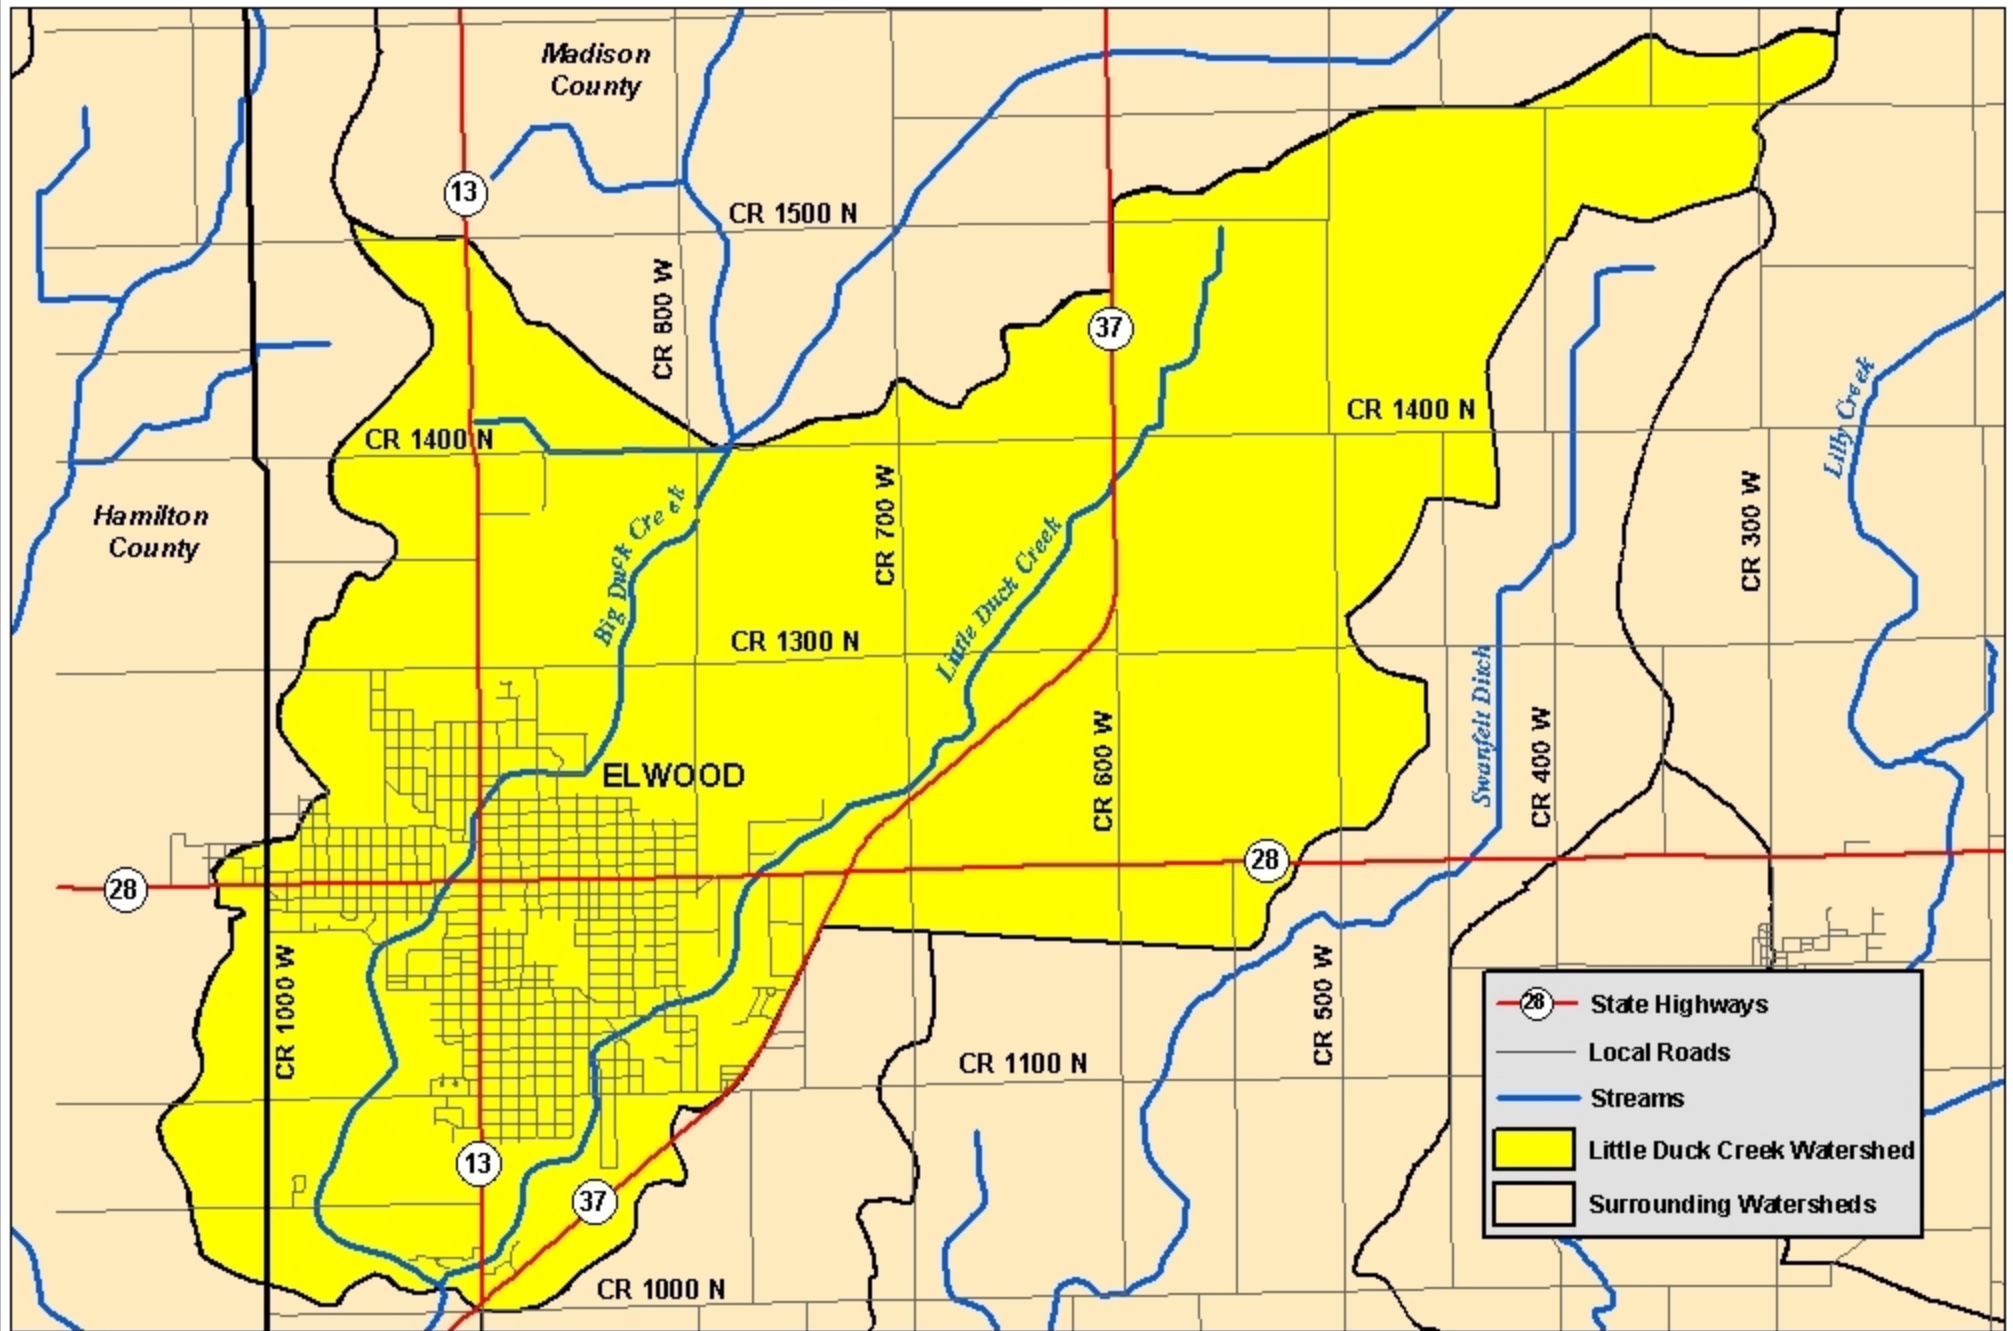 Madison
County
13
CR 1500 N
CR 800 W
37
CR 1400 N
CR 1400 N
Lilly Creek
Hamilton
County
Big Duck Creek
CR 700 W
Little Duck Creek
CR 300 W
CR 1300 N
Swanfelt Ditch
CR 400 W
CR 600 W
ELWOOD
28
28
CR 1000 W
CR 500 W
CR 1100 N
13
37
CR 1000 N
28 State Highways
Local Roads
Streams
Little Duck Creek Watershed
Surrounding Watersheds